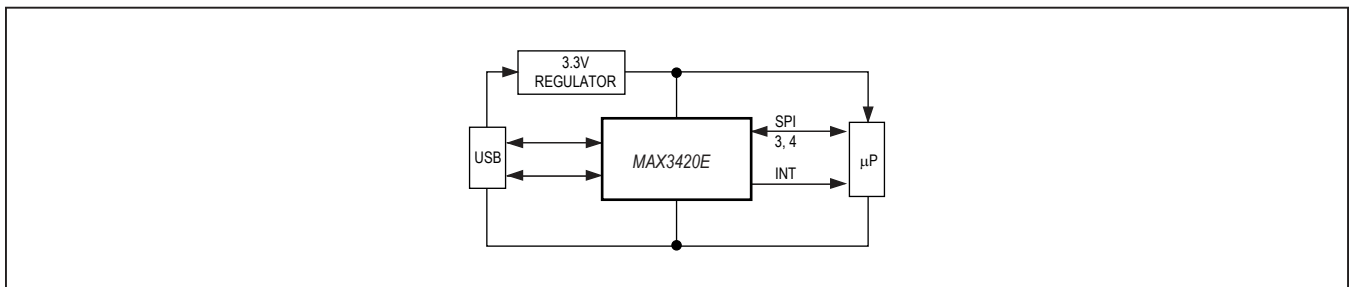 3.3V
REGULATOR
USB
MAX3420E
SPI
3, 4
INT
μP